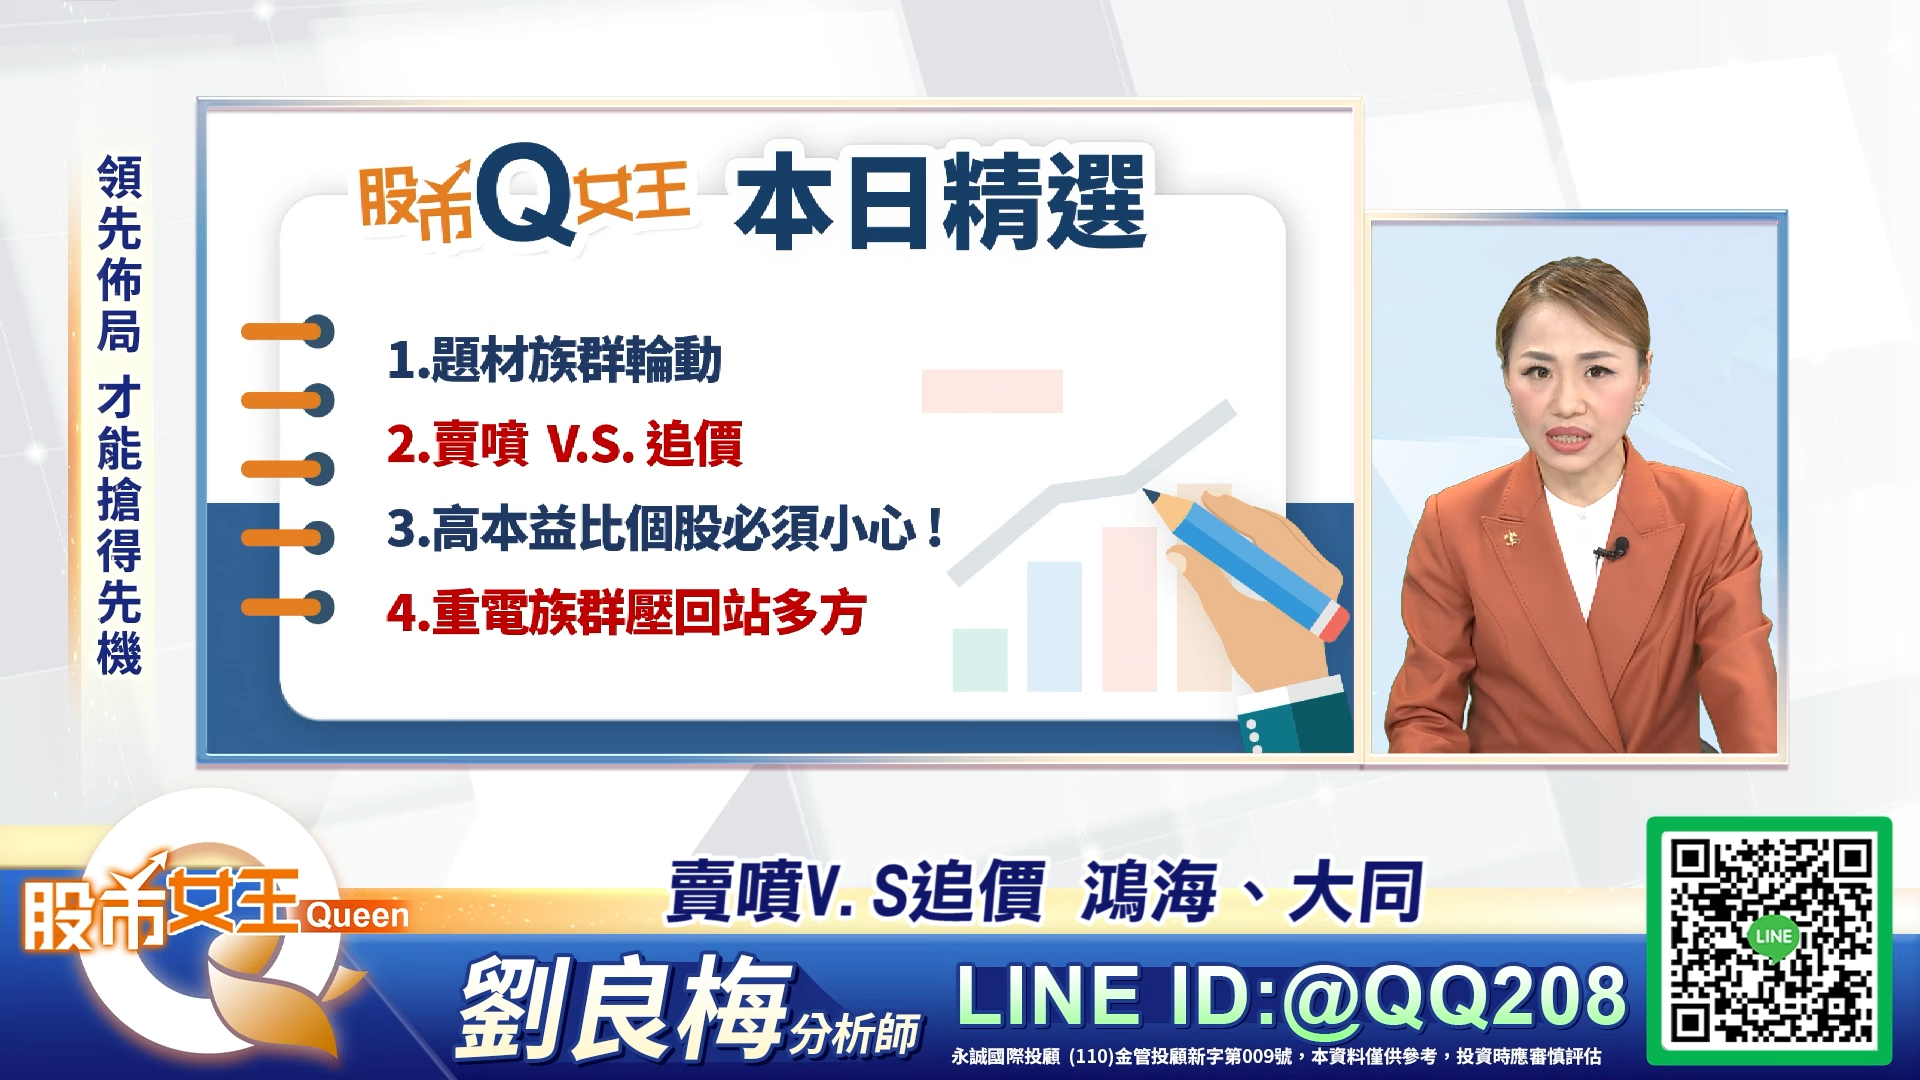 領先佈局 才能搶得先機
股市Q女王 本日精選
1.題材族群輪動
2.賣噴 V.S. 追價
3.高本益比個股必須小心！
4.重電族群壓回站多方
賣噴V.S追價 鴻海、大同
股市女王Queen
劉良梅分析師
LINE ID:@QQ208
永誠國際投顧 (110)金管投顧新字第009號，本資料僅供參考，投資時應審慎評估
LINE